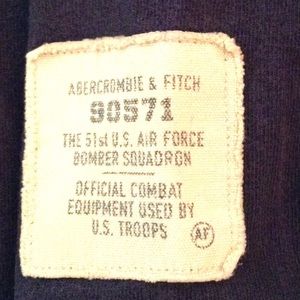 ABERCROMBIE & FITCH
90571
THE 51st U.S. AIR FORCE
BOMBER SQUADRON
OFFICIAL COMBAT
EQUIPMENT USED BY
U.S. TROOPS
AF